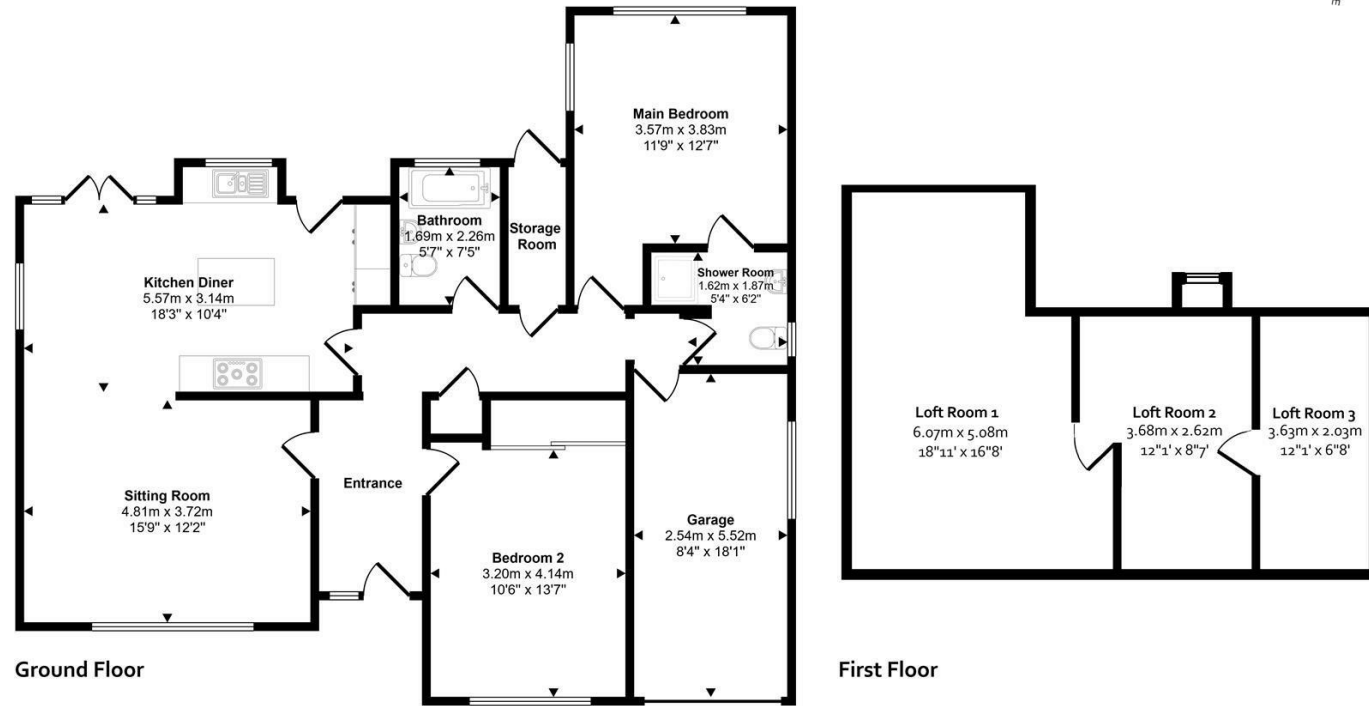 m
Main Bedroom
3.57m x 3.83m
11'9" x 12'7"
Bathroom
1.69m x 2.26m
5'7" x 7'5"
Storage
Room
Kitchen Diner
5.57m x 3.14m
18'3" x 10'4"
Shower Room
1.62m x 1.87m
5'4" x 6'2"
Sitting Room
4.81m x 3.72m
15'9" x 12'2"
Entrance
Bedroom 2
3.20m x 4.14m
10'6" x 13'7"
Garage
2.54m x 5.52m
8'4" x 18'1"
Ground Floor
Loft Room 1
6.07m x 5.08m
18"11' x 16"8'
Loft Room 2
3.68m x 2.62m
12"1' x 8"7'
Loft Room 3
3.63m x 2.03m
12"1' x 6"8'
First Floor